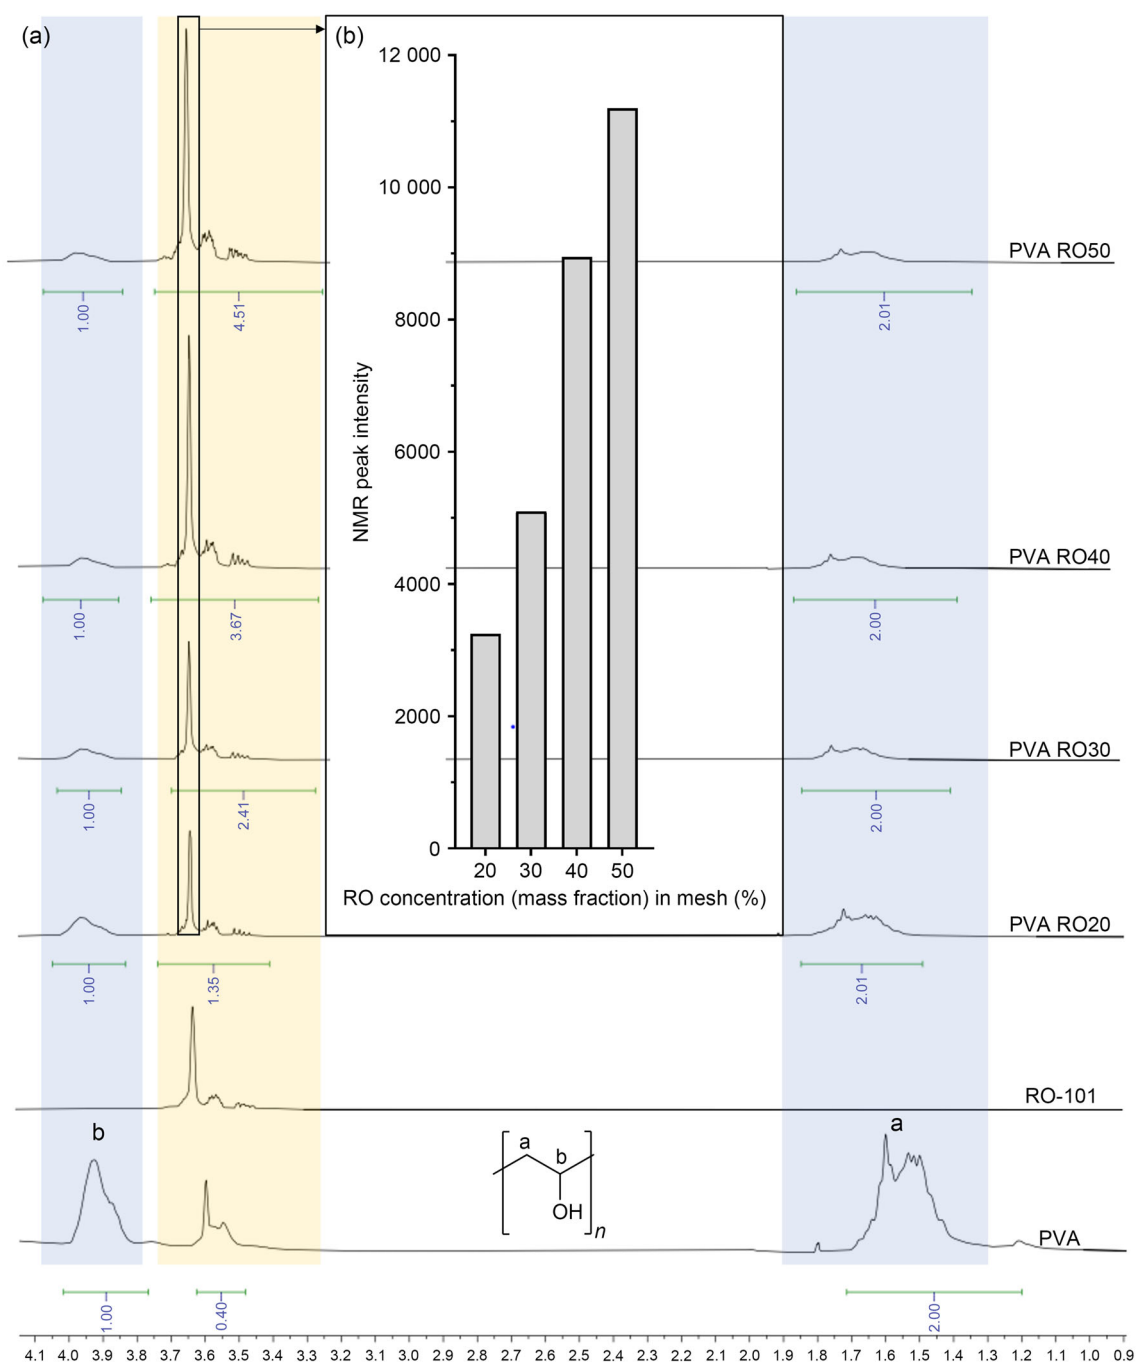 (a)
(b)
12 000
10 000
8000
6000
4000
2000
0
NMR peak intensity
20 30 40 50
RO concentration (mass fraction) in mesh (%)
PVA RO50
1.00 4.51 2.01
PVA RO40
1.00 3.67 2.00
PVA RO30
1.00 2.41 2.00
PVA RO20
1.00 1.35 2.01
RO-101
b a
a
b
OH
n
PVA
1.00 0.40 2.00
4.1 4.0 3.9 3.8 3.7 3.6 3.5 3.4 3.3 3.2 3.1 3.0 2.9 2.8 2.7 2.6 2.5 2.4 2.3 2.2 2.1 2.0 1.9 1.8 1.7 1.6 1.5 1.4 1.3 1.2 1.1 1.0 0.9